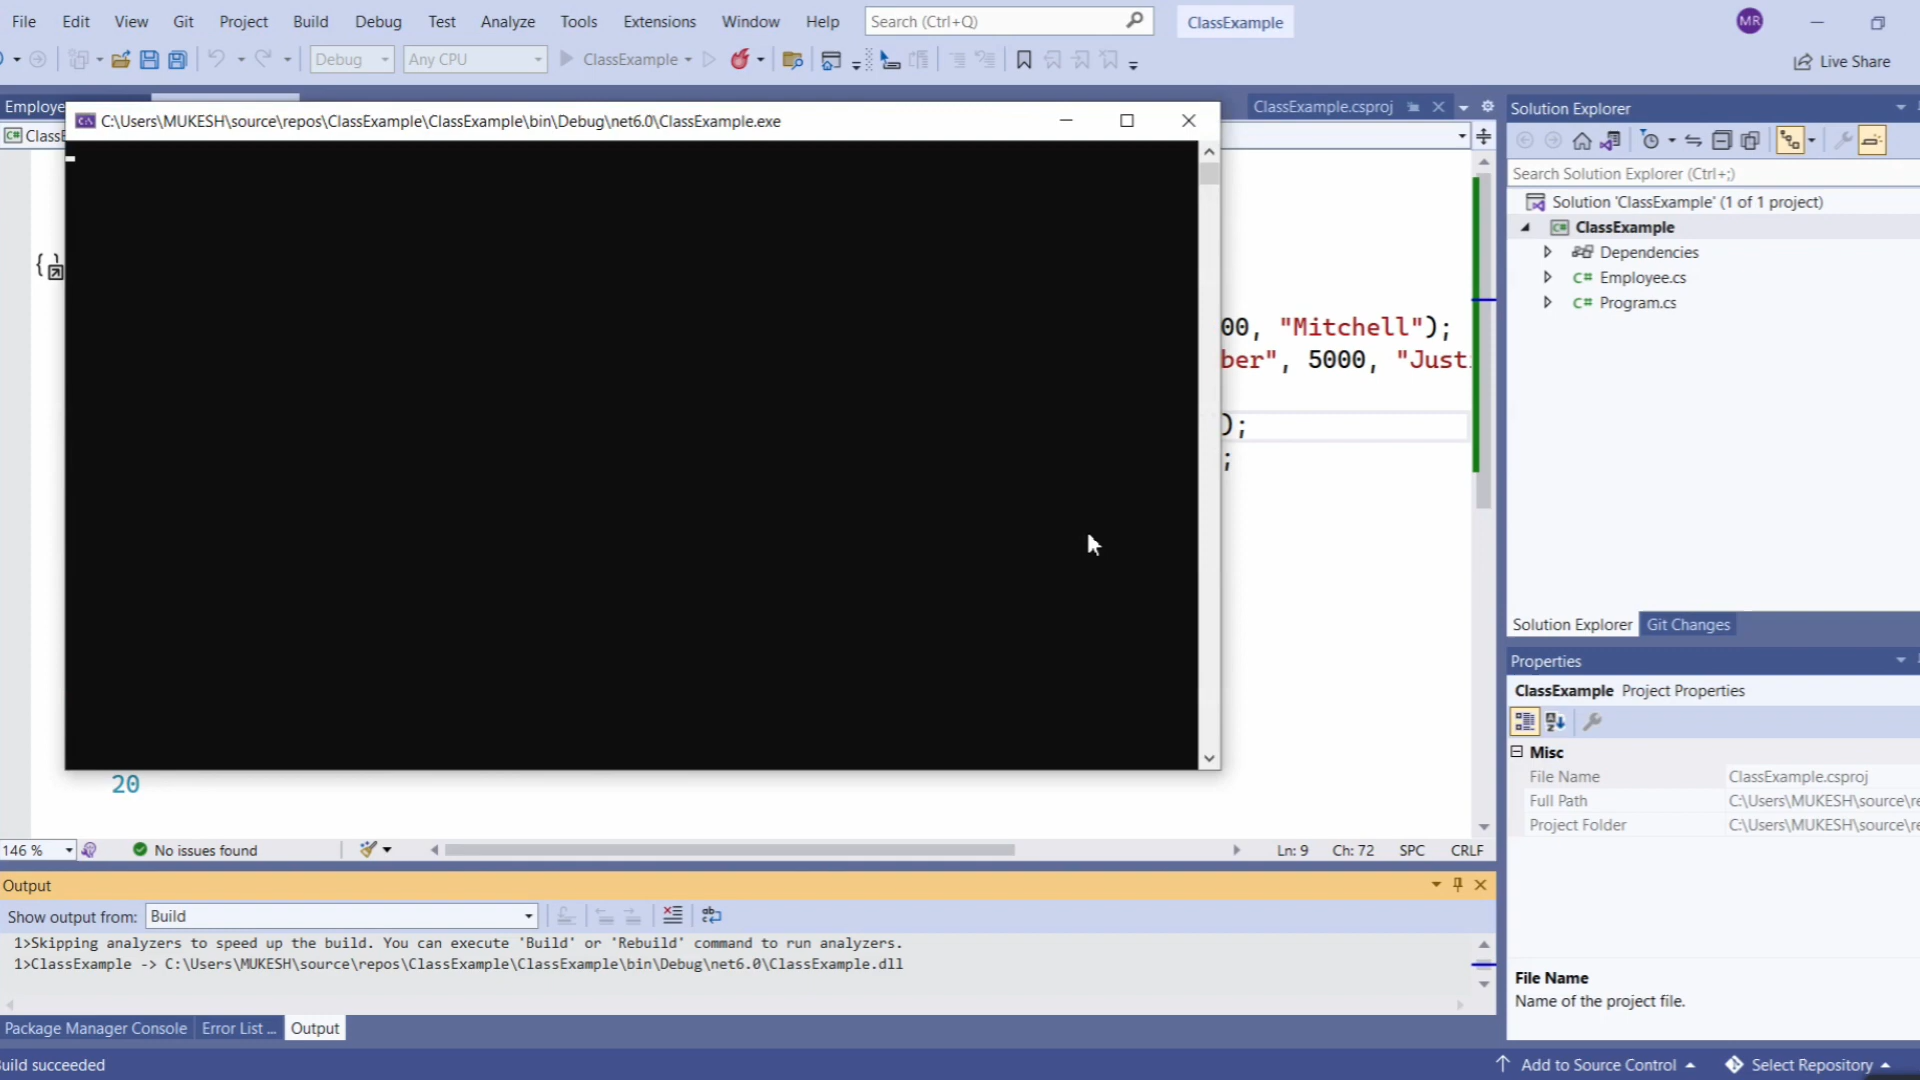 File Edit View Git Project Build Debug Test Analyze Tools Extensions Window Help Search (Ctrl+Q) ClassExample MR
Debug Any CPU ClassExample Live Share
Employe ClassExample.csproj Solution Explorer
C:\Users\MUKESH\source\repos\ClassExample\ClassExample\bin\Debug\net6.0\ClassExample.exe
C# ClassE
Search Solution Explorer (Ctrl+;)
Solution 'ClassExample' (1 of 1 project)
C# ClassExample
Dependencies
C# Employee.cs
C# Program.cs
00, "Mitchell");
ber", 5000, "Just
);
;
20
Solution Explorer Git Changes
Properties
ClassExample Project Properties
Misc
File Name ClassExample.csproj
Full Path C:\Users\MUKESH\source\re
Project Folder C:\Users\MUKESH\source\re
File Name
Name of the project file.
146 % No issues found Ln: 9 Ch: 72 SPC CRLF
Output
Show output from: Build
1>Skipping analyzers to speed up the build. You can execute 'Build' or 'Rebuild' command to run analyzers.
1>ClassExample -> C:\Users\MUKESH\source\repos\ClassExample\ClassExample\bin\Debug\net6.0\ClassExample.dll
Package Manager Console Error List ... Output
uild succeeded Add to Source Control Select Repository